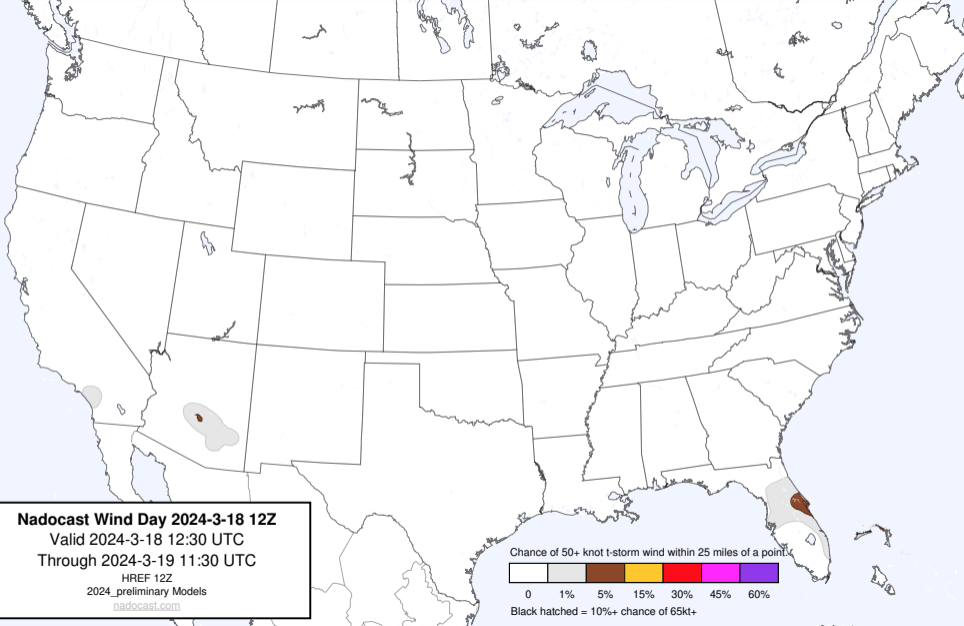 Nadocast Wind Day 2024-3-18 12Z
Valid 2024-3-18 12:30 UTC
Through 2024-3-19 11:30 UTC
HREF 12Z
2024_preliminary Models
nadocast.com
Chance of 50+ knot t-storm wind within 25 miles of a point.
0 1% 5% 15% 30% 45% 60%
Black hatched = 10%+ chance of 65kt+